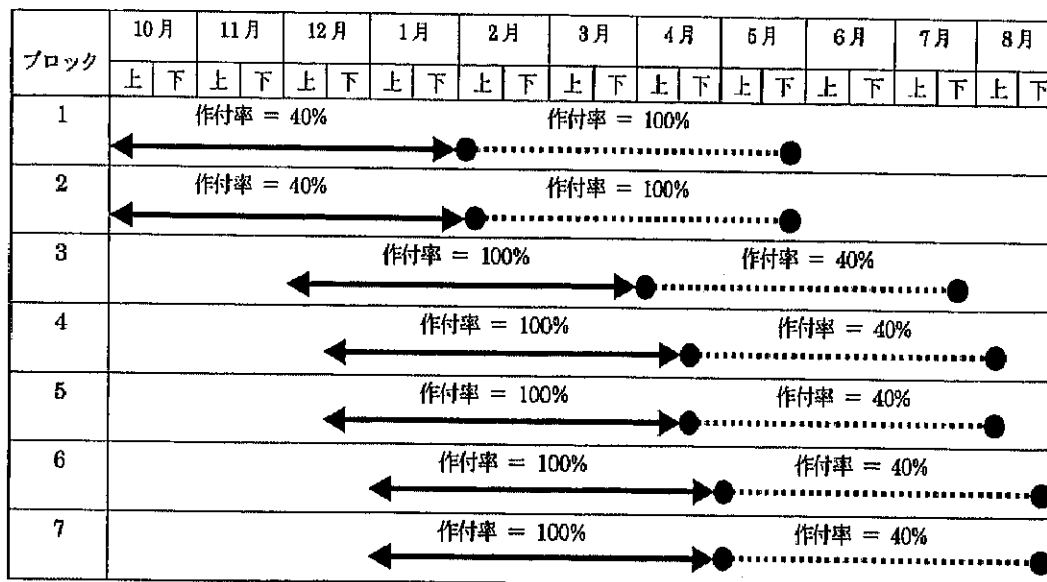 ブロック 10月 11月 12月 1月 2月 3月 4月 5月 6月 7月 8月
上 下 上 下 上 下 上 下 上 下 上 下 上 下 上 下 上 下 上 下 上 下
1 作付率 = 40% 作付率 = 100%
2 作付率 = 40% 作付率 = 100%
3 作付率 = 100% 作付率 = 40%
4 作付率 = 100% 作付率 = 40%
5 作付率 = 100% 作付率 = 40%
6 作付率 = 100% 作付率 = 40%
7 作付率 = 100% 作付率 = 40%